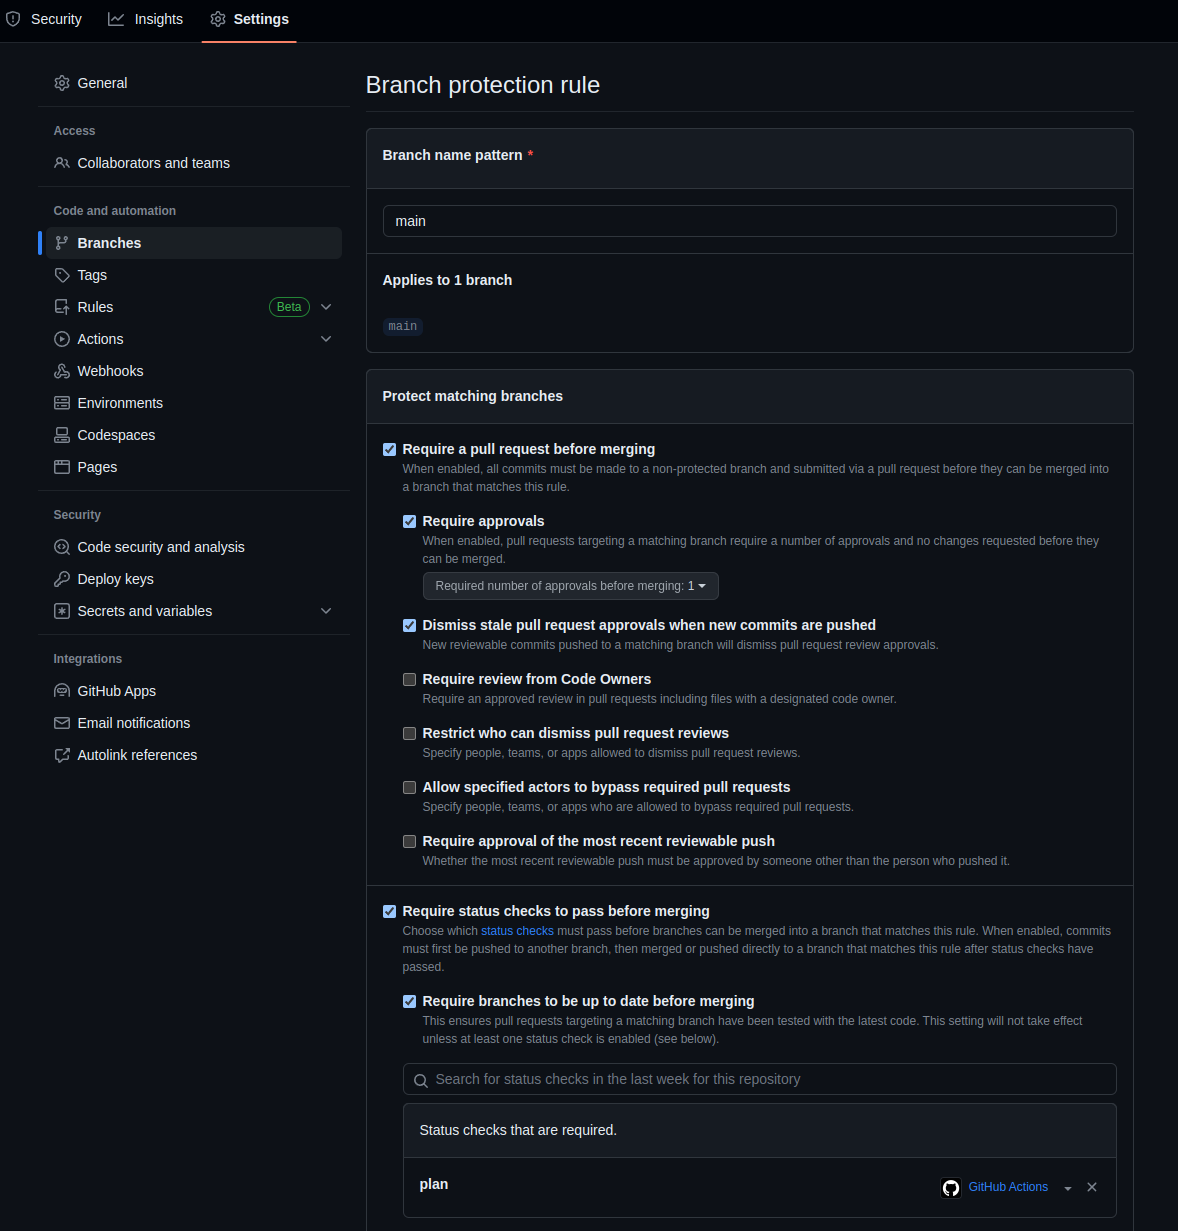 Security
Insights
Settings
General
Access
Collaborators and teams
Code and automation
Branches
Tags
Rules
Beta
Actions
Webhooks
Environments
Codespaces
Pages
Security
Code security and analysis
Deploy keys
Secrets and variables
Integrations
GitHub Apps
Email notifications
Autolink references
Branch protection rule
Branch name pattern *
main
Applies to 1 branch
main
Protect matching branches
Require a pull request before merging
When enabled, all commits must be made to a non-protected branch and submitted via a pull request before they can be merged into
a branch that matches this rule.
Require approvals
When enabled, pull requests targeting a matching branch require a number of approvals and no changes requested before they
can be merged.
Required number of approvals before merging: 1
Dismiss stale pull request approvals when new commits are pushed
New reviewable commits pushed to a matching branch will dismiss pull request review approvals.
Require review from Code Owners
Require an approved review in pull requests including files with a designated code owner.
Restrict who can dismiss pull request reviews
Specify people, teams, or apps allowed to dismiss pull request reviews.
Allow specified actors to bypass required pull requests
Specify people, teams, or apps who are allowed to bypass required pull requests.
Require approval of the most recent reviewable push
Whether the most recent reviewable push must be approved by someone other than the person who pushed it.
Require status checks to pass before merging
Choose which status checks must pass before branches can be merged into a branch that matches this rule. When enabled, commits
must first be pushed to another branch, then merged or pushed directly to a branch that matches this rule after status checks have
passed.
Require branches to be up to date before merging
This ensures pull requests targeting a matching branch have been tested with the latest code. This setting will not take effect
unless at least one status check is enabled (see below).
Search for status checks in the last week for this repository
Status checks that are required.
plan
GitHub Actions